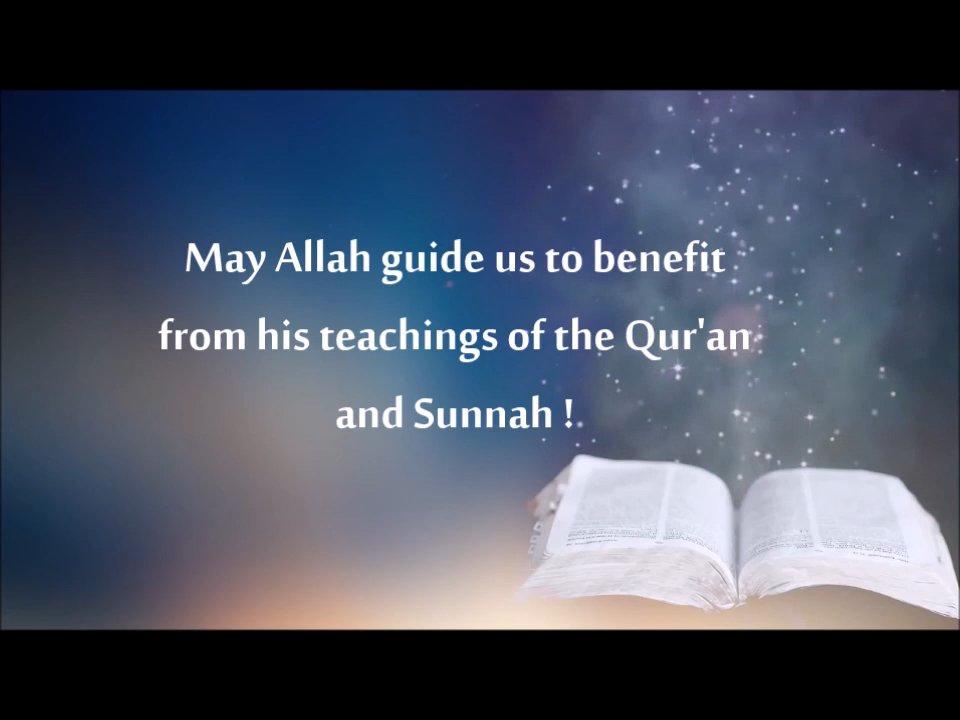 May Allah guide us to benefit
from his teachings of the Qur'an
and Sunnah !